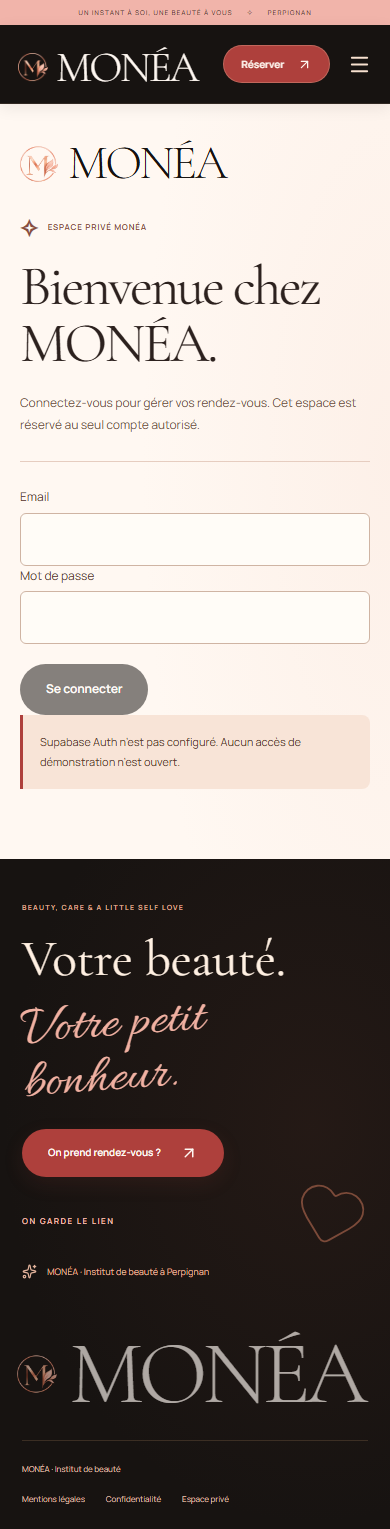 UN INSTANT À SOI, UNE BEAUTÉ À VOUS ✧ PERPIGNAN
MONÉA
Réserver
MONÉA
ESPACE PRIVÉ MONÉA
Bienvenue chez
MONÉA.
Connectez-vous pour gérer vos rendez-vous. Cet espace est
réservé au seul compte autorisé.
Email
Mot de passe
Se connecter
Supabase Auth n'est pas configuré. Aucun accès de
démonstration n'est ouvert.
BEAUTY, CARE & A LITTLE SELF LOVE
Votre beauté.
Votre petit
bonheur.
On prend rendez-vous ?
ON GARDE LE LIEN
MONÉA · Institut de beauté à Perpignan
M MONÉA
MONÉA · Institut de beauté
Mentions légales Confidentialité Espace privé